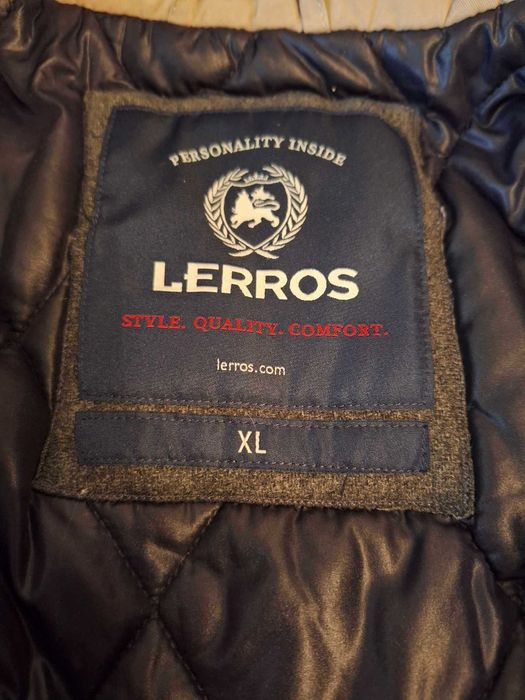 PERSONALITY INSIDE
LERROS
STYLE. QUALITY. COMFORT.
lerros.com
XL